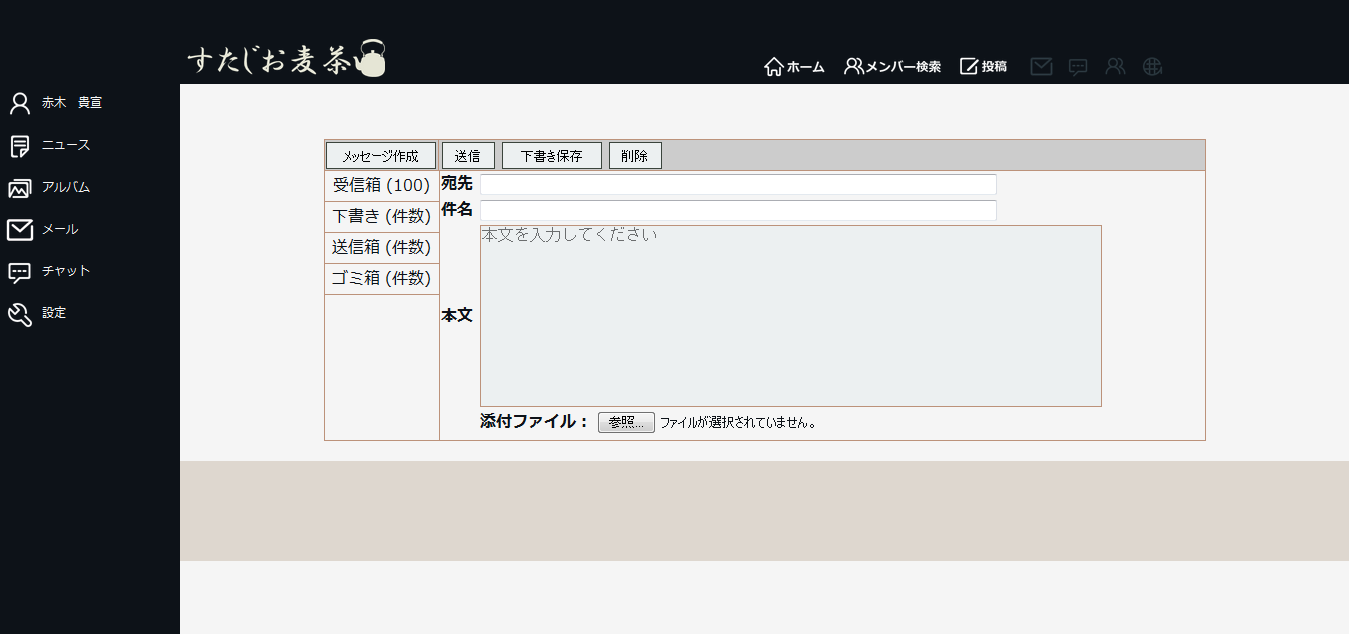 すたじお麦茶
ホーム メンバー検索 投稿
赤木　貴宣
ニュース
アルバム
メール
チャット
設定
メッセージ作成 送信 下書き保存 削除
受信箱 (100)
下書き (件数)
送信箱 (件数)
ゴミ箱 (件数)
宛先
件名
本文を入力してください
本文
添付ファイル： 参照... ファイルが選択されていません。